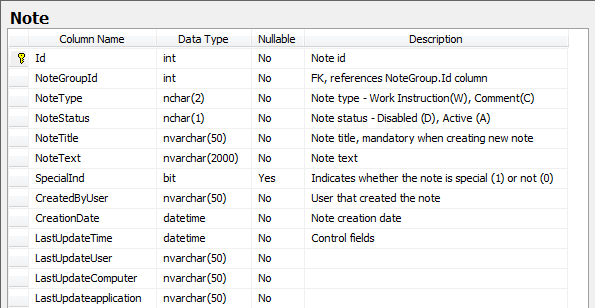 Note
Column Name Data Type Nullable Description
Id int No Note id
NoteGroupId int No FK, references NoteGroup.Id column
NoteType nchar(2) No Note type - Work Instruction(W), Comment(C)
NoteStatus nchar(1) No Note status - Disabled (D), Active (A)
NoteTitle nvarchar(50) No Note title, mandatory when creating new note
NoteText nvarchar(2000) No Note text
SpecialInd bit Yes Indicates whether the note is special (1) or not (0)
CreatedByUser nvarchar(50) No User that created the note
CreationDate datetime No Note creation date
LastUpdateTime datetime No Control fields
LastUpdateUser nvarchar(50) No
LastUpdateComputer nvarchar(50) No
LastUpdateapplication nvarchar(50) No